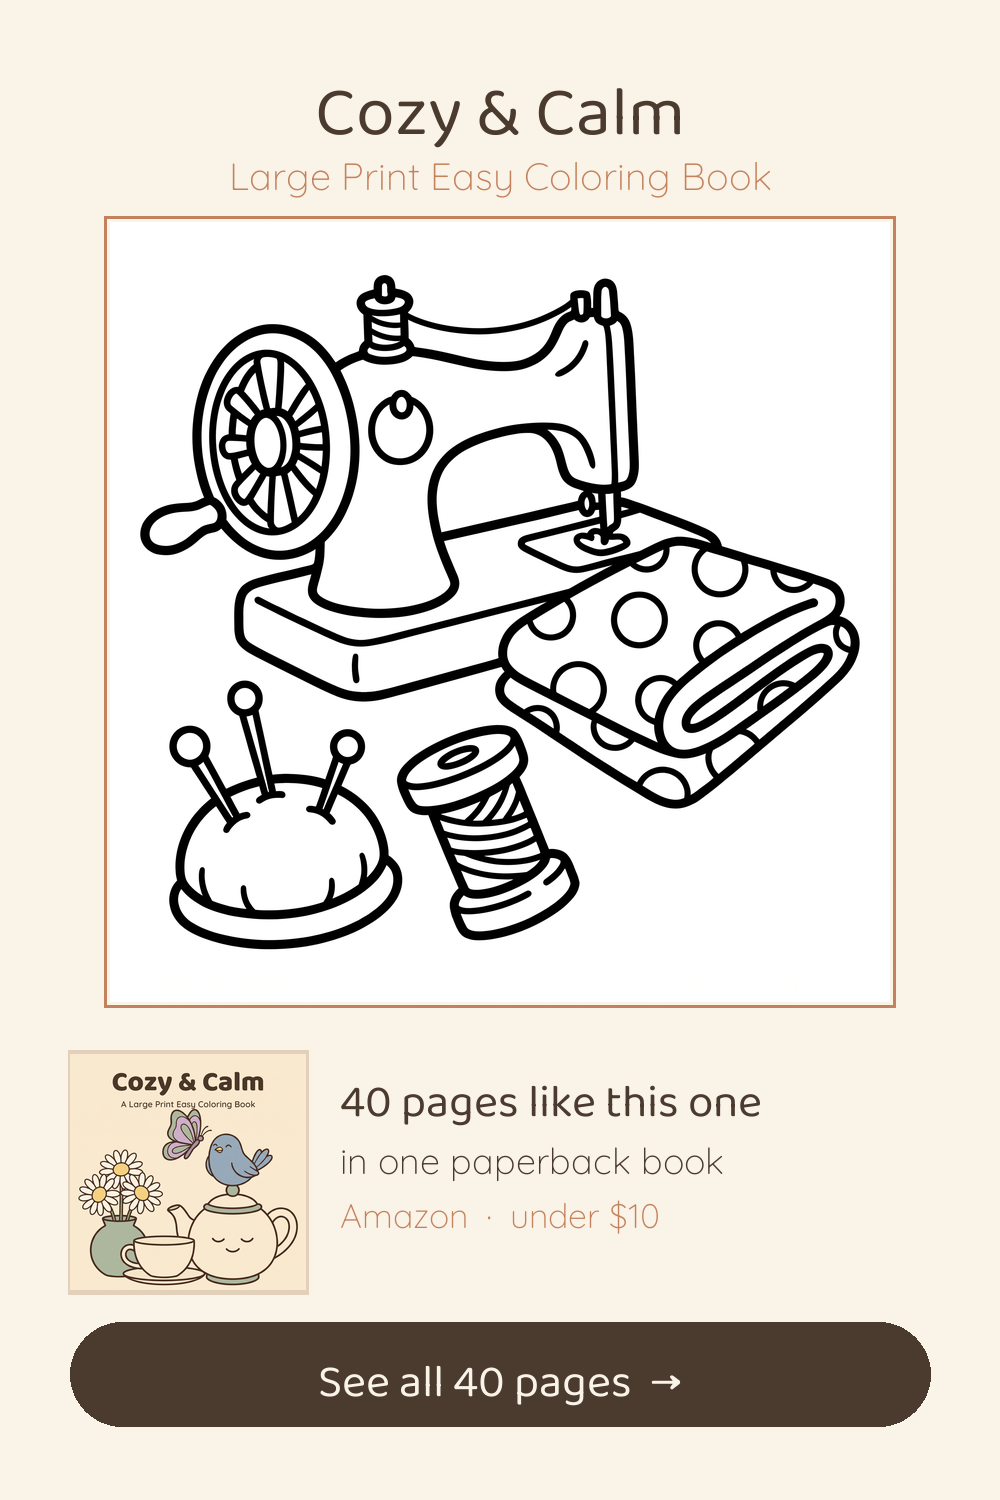 Cozy & Calm
Large Print Easy Coloring Book
Cozy & Calm
A Large Print Easy Coloring Book
40 pages like this one
in one paperback book
Amazon · under $10
See all 40 pages →